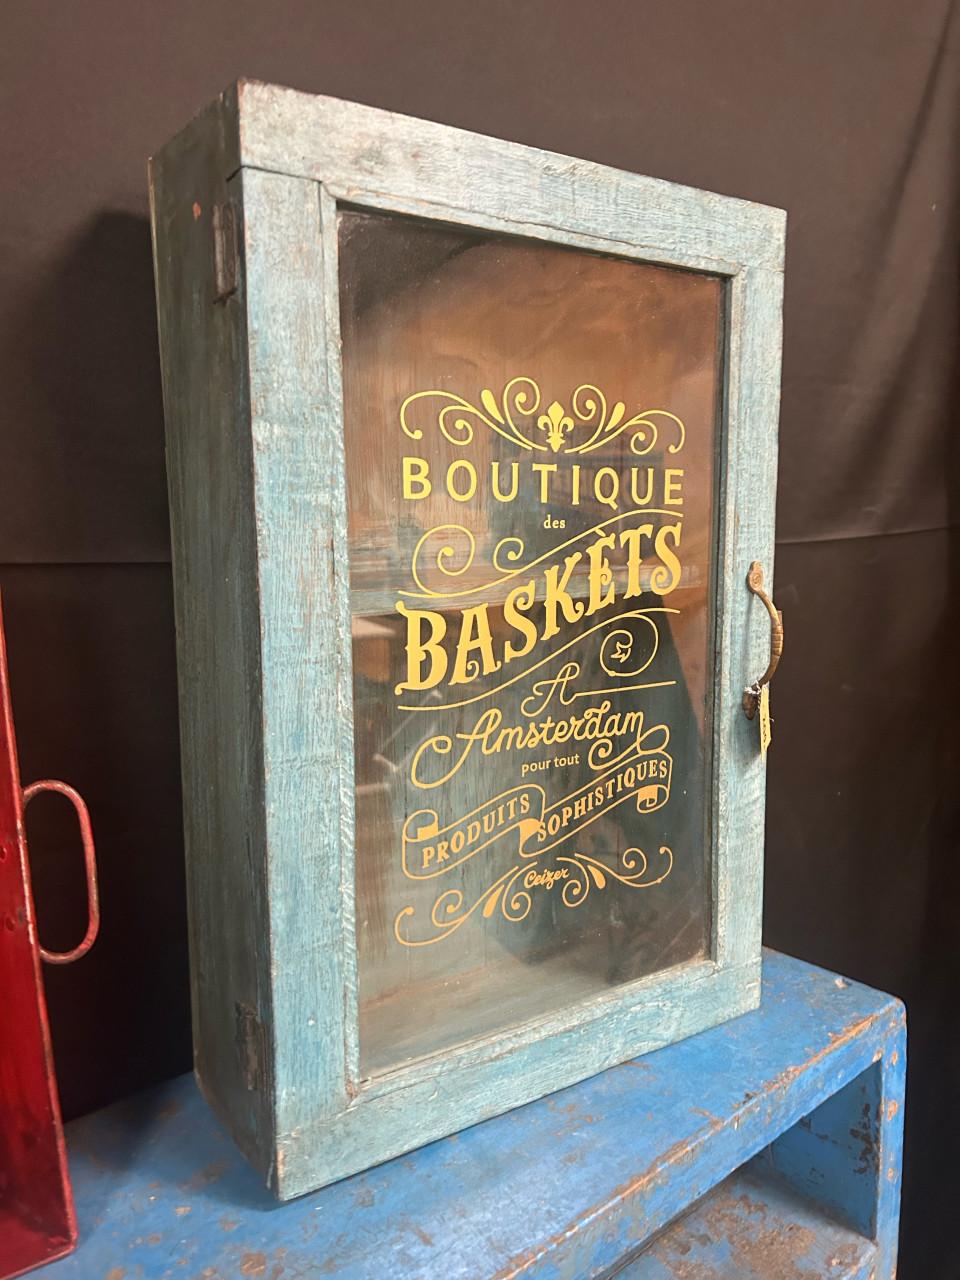 BOUTIQUE
des
BASKÈTS
A
Amsterdam
pour tout
PRODUITS SOPHISTIQUES
Ceizer